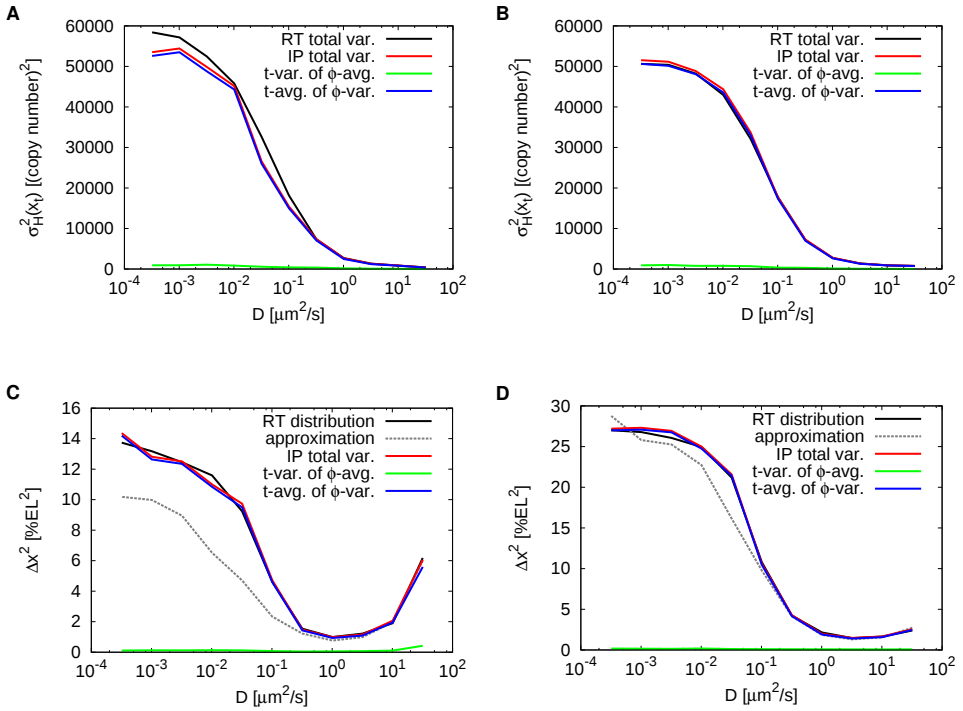 A
60000
50000
40000
30000
20000
10000
0
σ²_H(x_t) [(copy number)²]
RT total var.
IP total var.
t-var. of ϕ-avg.
t-avg. of ϕ-var.
10⁻⁴ 10⁻³ 10⁻² 10⁻¹ 10⁰ 10¹ 10²
D [μm²/s]
B
60000
50000
40000
30000
20000
10000
0
σ²_H(x_t) [(copy number)²]
RT total var.
IP total var.
t-var. of ϕ-avg.
t-avg. of ϕ-var.
10⁻⁴ 10⁻³ 10⁻² 10⁻¹ 10⁰ 10¹ 10²
D [μm²/s]
C
16
14
12
10
8
6
4
2
0
Δx² [%EL²]
RT distribution
approximation
IP total var.
t-var. of ϕ-avg.
t-avg. of ϕ-var.
10⁻⁴ 10⁻³ 10⁻² 10⁻¹ 10⁰ 10¹ 10²
D [μm²/s]
D
30
25
20
15
10
5
0
Δx² [%EL²]
RT distribution
approximation
IP total var.
t-var. of ϕ-avg.
t-avg. of ϕ-var.
10⁻⁴ 10⁻³ 10⁻² 10⁻¹ 10⁰ 10¹ 10²
D [μm²/s]